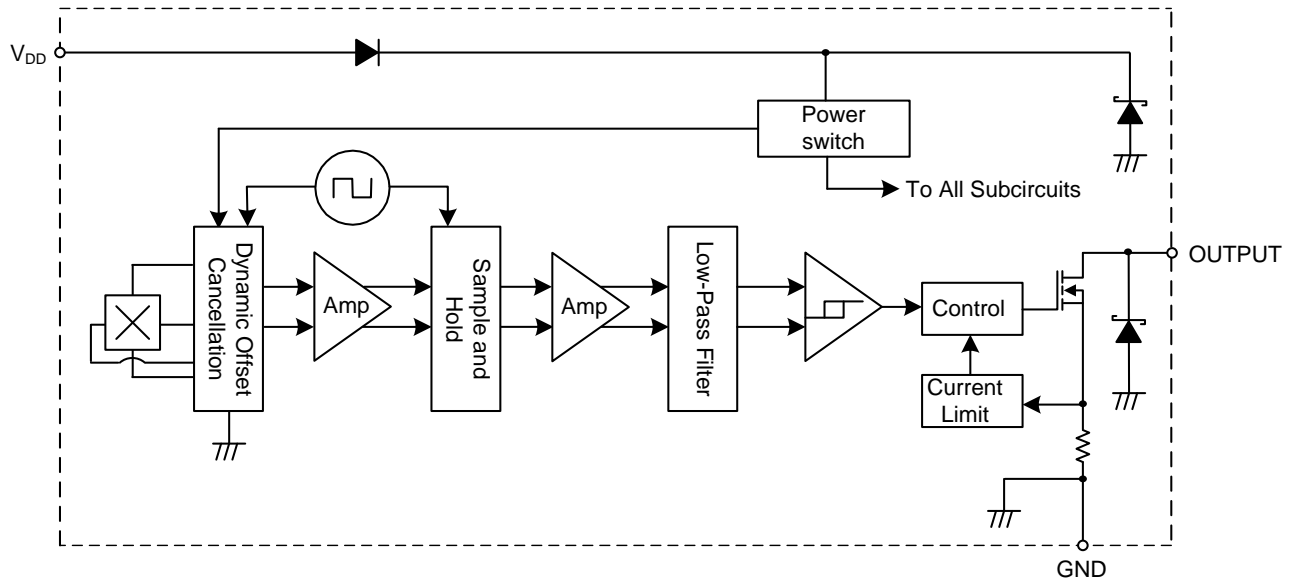 VDD
Power
switch
To All Subcircuits
OUTPUT
Dynamic Offset
Cancellation
Amp
Sample and
Hold
Amp
Low-Pass Filter
Control
Current
Limit
GND